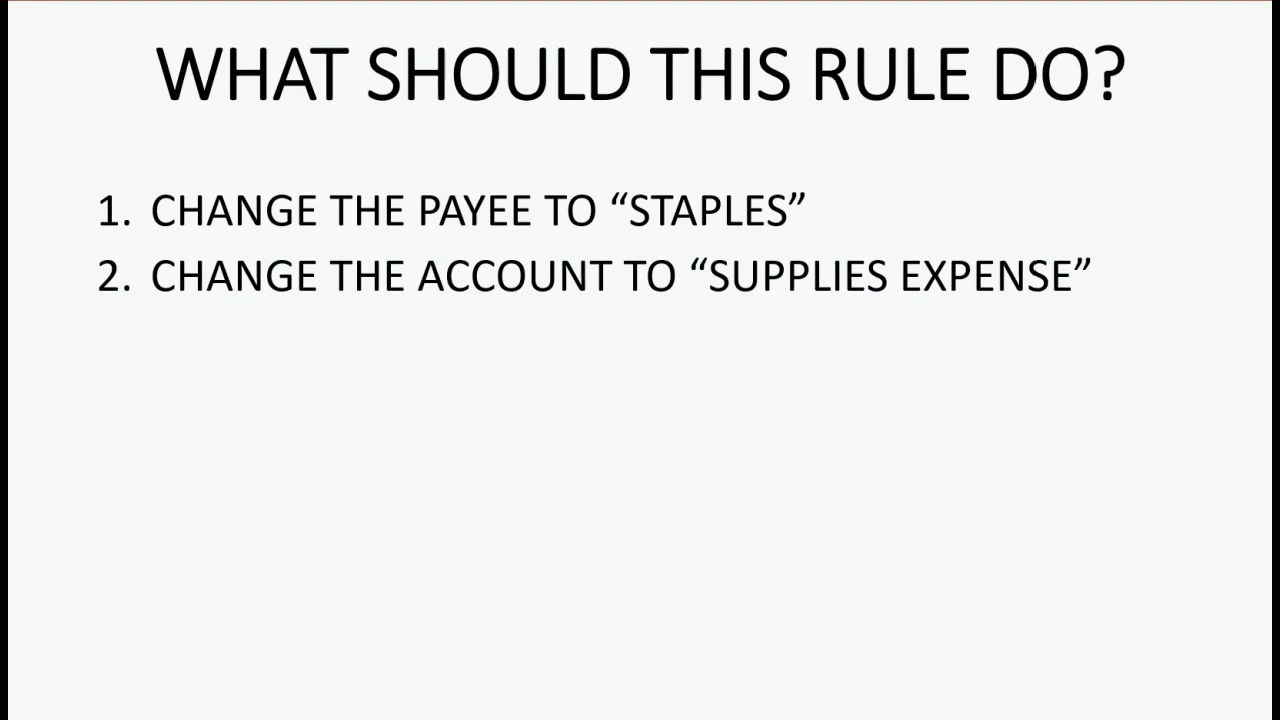 WHAT SHOULD THIS RULE DO?
1. CHANGE THE PAYEE TO “STAPLES”
2. CHANGE THE ACCOUNT TO “SUPPLIES EXPENSE”